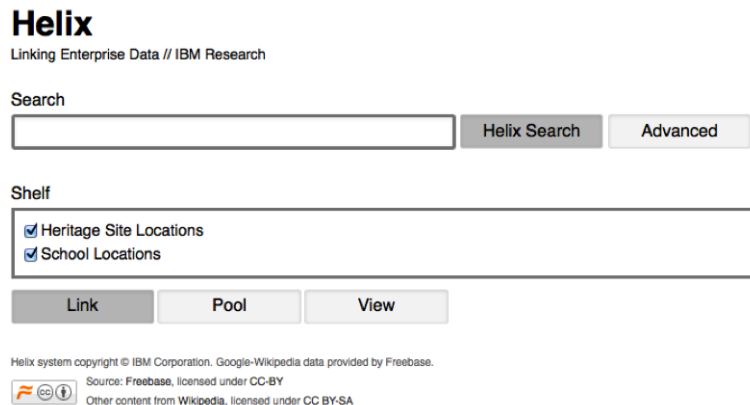 Helix
Linking Enterprise Data // IBM Research
Search
Helix Search Advanced
Shelf
Heritage Site Locations
School Locations
Link Pool View
Helix system copyright © IBM Corporation. Google-Wikipedia data provided by Freebase.
Source: Freebase, licensed under CC-BY
cc
Other content from Wikipedia, licensed under CC BY-SA